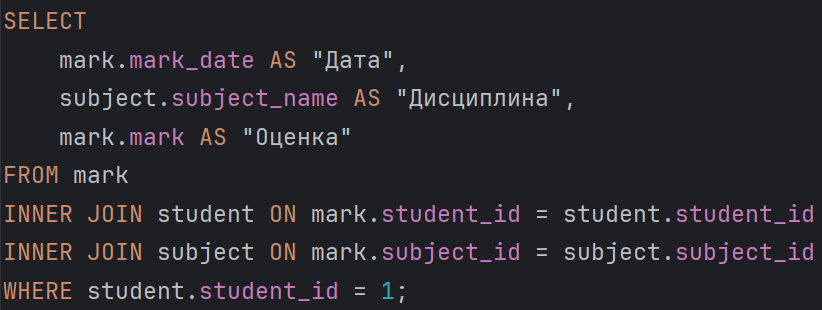 SELECT
    mark.mark_date AS "Дата",
    subject.subject_name AS "Дисциплина",
    mark.mark AS "Оценка"
FROM mark
INNER JOIN student ON mark.student_id = student.student_id
INNER JOIN subject ON mark.subject_id = subject.subject_id
WHERE student.student_id = 1;